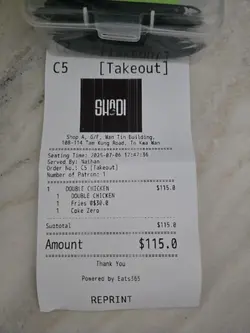 C5 [Takeout]
SHODI
Shop 4, G/F, Wan Tin Building,
108-114 Tam Kung Road, To Kwa Wan
Seating Time: 2025-07-06 17:47:56
Served By: Nathan
Order No.: C5 [Takeout]
Number of Patron: 1
1 DOUBLE CHICKEN $115.0
1 DOUBLE CHICKEN
1 Fries
1 Coke Zero
Subtotal $115.0
Amount $115.0
Thank You
Powered by Eats365
REPRINT